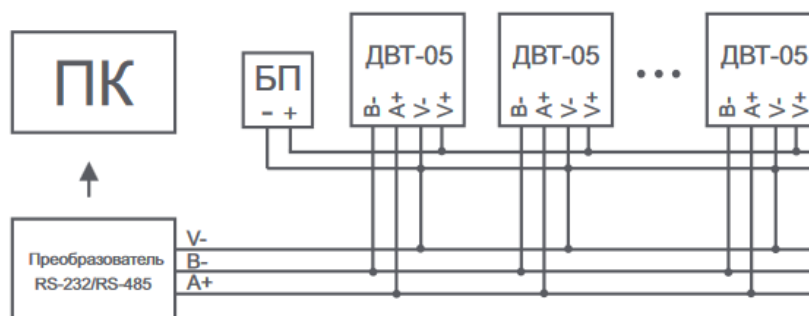 ПК
БП
- +
ДВТ-05
B- A+ V- V+
ДВТ-05
B- A+ V- V+
...
ДВТ-05
B- A+ V- V+
Преобразователь
RS-232/RS-485
V-
B-
A+